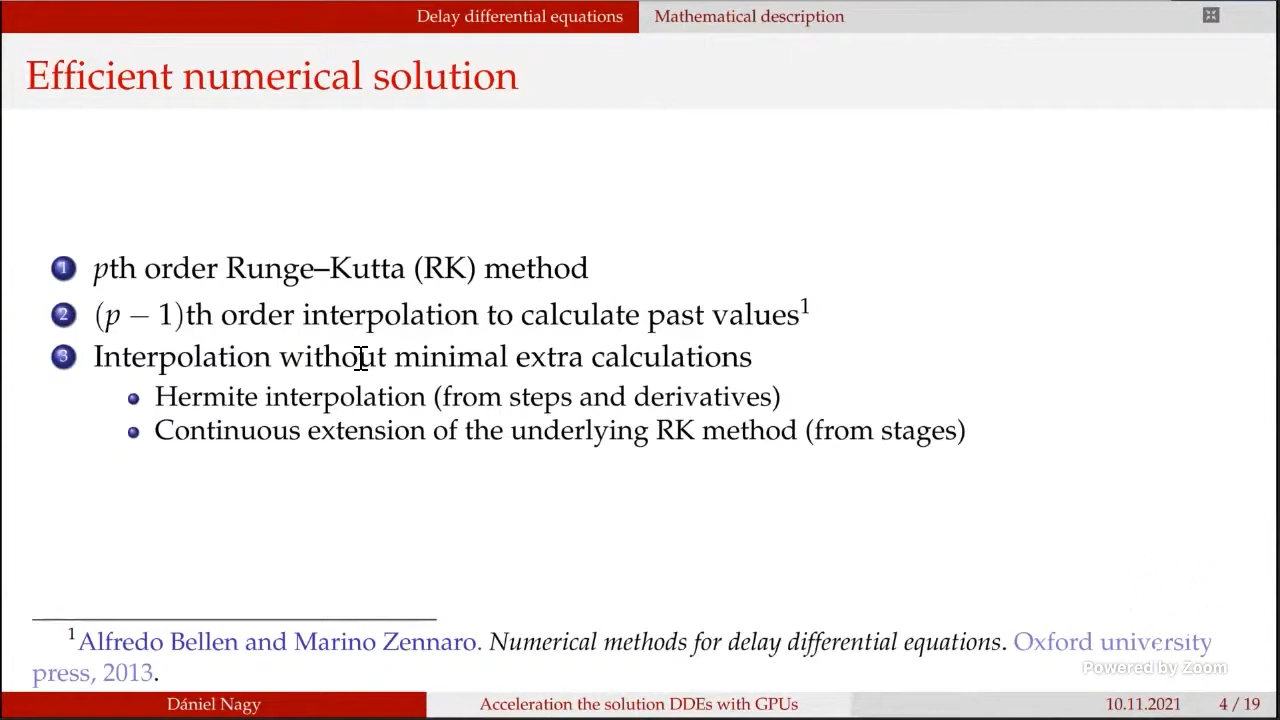 Delay differential equations Mathematical description
Efficient numerical solution
1 pth order Runge–Kutta (RK) method
2 (p − 1)th order interpolation to calculate past values¹
3 Interpolation without minimal extra calculations
Hermite interpolation (from steps and derivatives)
Continuous extension of the underlying RK method (from stages)
¹Alfredo Bellen and Marino Zennaro. Numerical methods for delay differential equations. Oxford university
press, 2013.
Powered by Zoom
Dániel Nagy Acceleration the solution DDEs with GPUs 10.11.2021 4 / 19